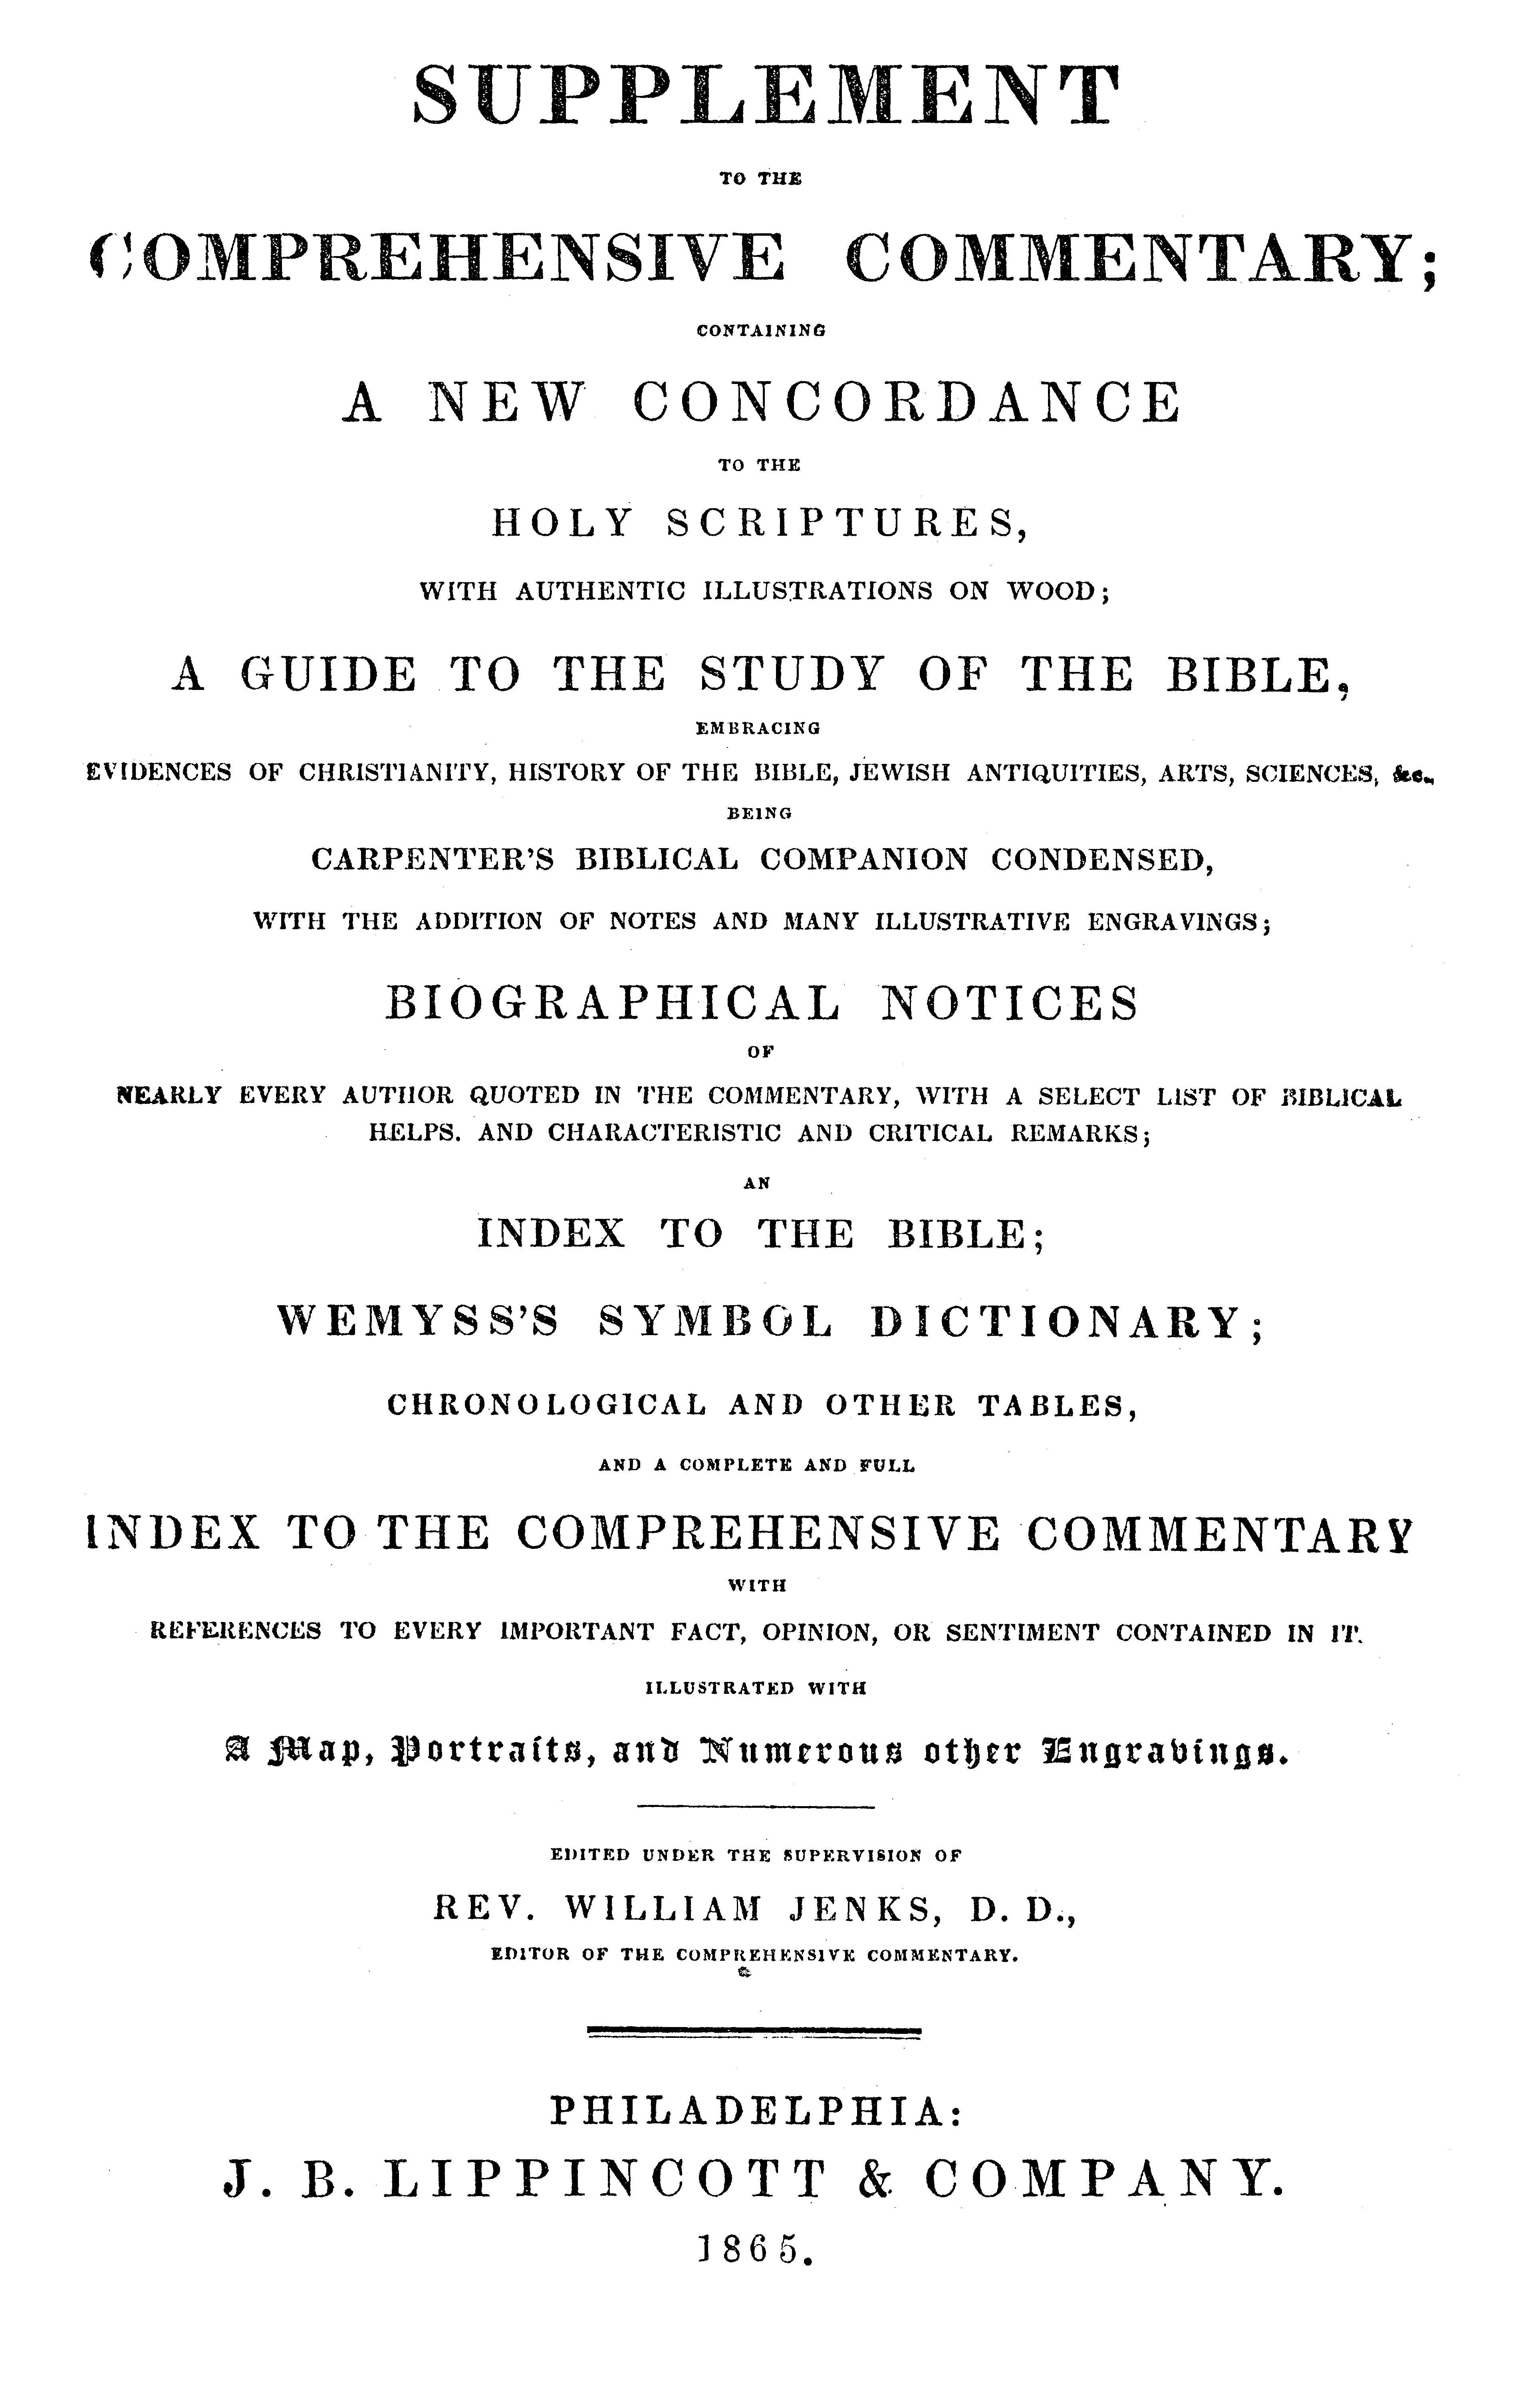 SUPPLEMENT
TO THE
COMPREHENSIVE COMMENTARY;
CONTAINING
A NEW CONCORDANCE
TO THE
HOLY SCRIPTURES,
WITH AUTHENTIC ILLUSTRATIONS ON WOOD;
A GUIDE TO THE STUDY OF THE BIBLE,
EMBRACING
EVIDENCES OF CHRISTIANITY, HISTORY OF THE BIBLE, JEWISH ANTIQUITIES, ARTS, SCIENCES, &c.,
BEING
CARPENTER'S BIBLICAL COMPANION CONDENSED,
WITH THE ADDITION OF NOTES AND MANY ILLUSTRATIVE ENGRAVINGS;
BIOGRAPHICAL NOTICES
OF
NEARLY EVERY AUTHOR QUOTED IN THE COMMENTARY, WITH A SELECT LIST OF BIBLICAL
HELPS. AND CHARACTERISTIC AND CRITICAL REMARKS;
AN
INDEX TO THE BIBLE;
WEMYSS'S SYMBOL DICTIONARY;
CHRONOLOGICAL AND OTHER TABLES,
AND A COMPLETE AND FULL
INDEX TO THE COMPREHENSIVE COMMENTARY
WITH
REFERENCES TO EVERY IMPORTANT FACT, OPINION, OR SENTIMENT CONTAINED IN IT.
ILLUSTRATED WITH
A Map, Portraits, and Numerous other Engravings.
EDITED UNDER THE SUPERVISION OF
REV. WILLIAM JENKS, D. D.,
EDITOR OF THE COMPREHENSIVE COMMENTARY.
PHILADELPHIA:
J. B. LIPPINCOTT & COMPANY.
1865.